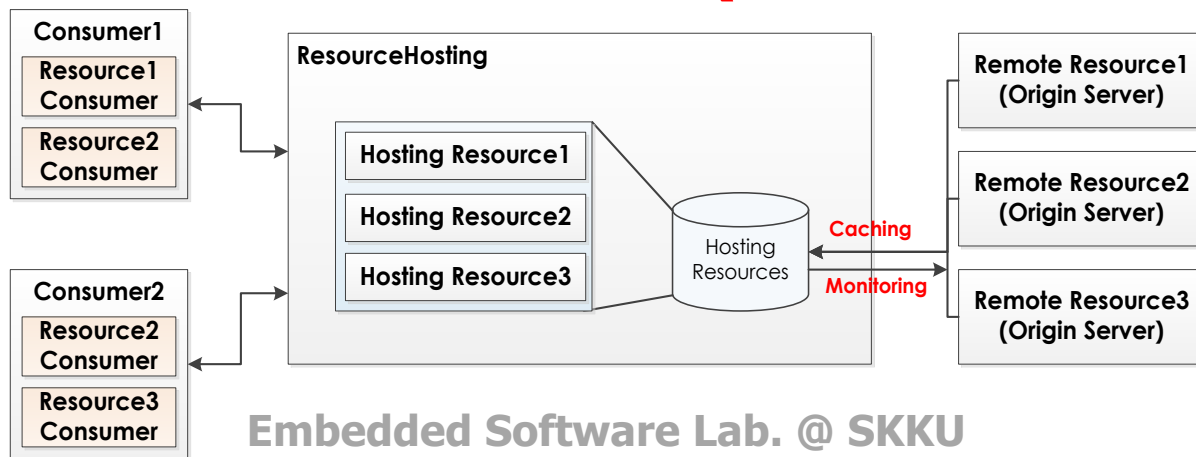 Consumer1
Resource1
Consumer
Resource2
Consumer
Consumer2
Resource2
Consumer
Resource3
Consumer
ResourceHosting
Hosting Resource1
Hosting Resource2
Hosting Resource3
Hosting
Resources
Caching
Monitoring
Remote Resource1
(Origin Server)
Remote Resource2
(Origin Server)
Remote Resource3
(Origin Server)
Embedded Software Lab. @ SKKU